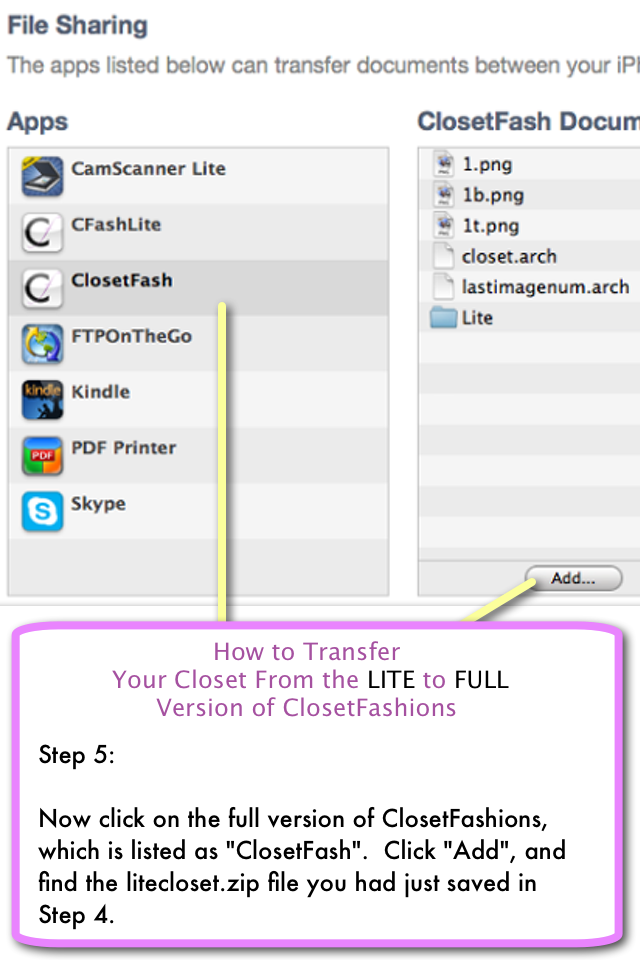 File Sharing
The apps listed below can transfer documents between your iPh
Apps
CamScanner Lite
CFashLite
ClosetFash
FTPOnTheGo
kindle
Kindle
PDF
PDF Printer
Skype
ClosetFash Docum
1.png
1b.png
1t.png
closet.arch
lastimagenum.arch
Lite
Add...
How to Transfer
Your Closet From the LITE to FULL
Version of ClosetFashions
Step 5:
Now click on the full version of ClosetFashions,
which is listed as "ClosetFash".  Click "Add", and
find the litecloset.zip file you had just saved in
Step 4.